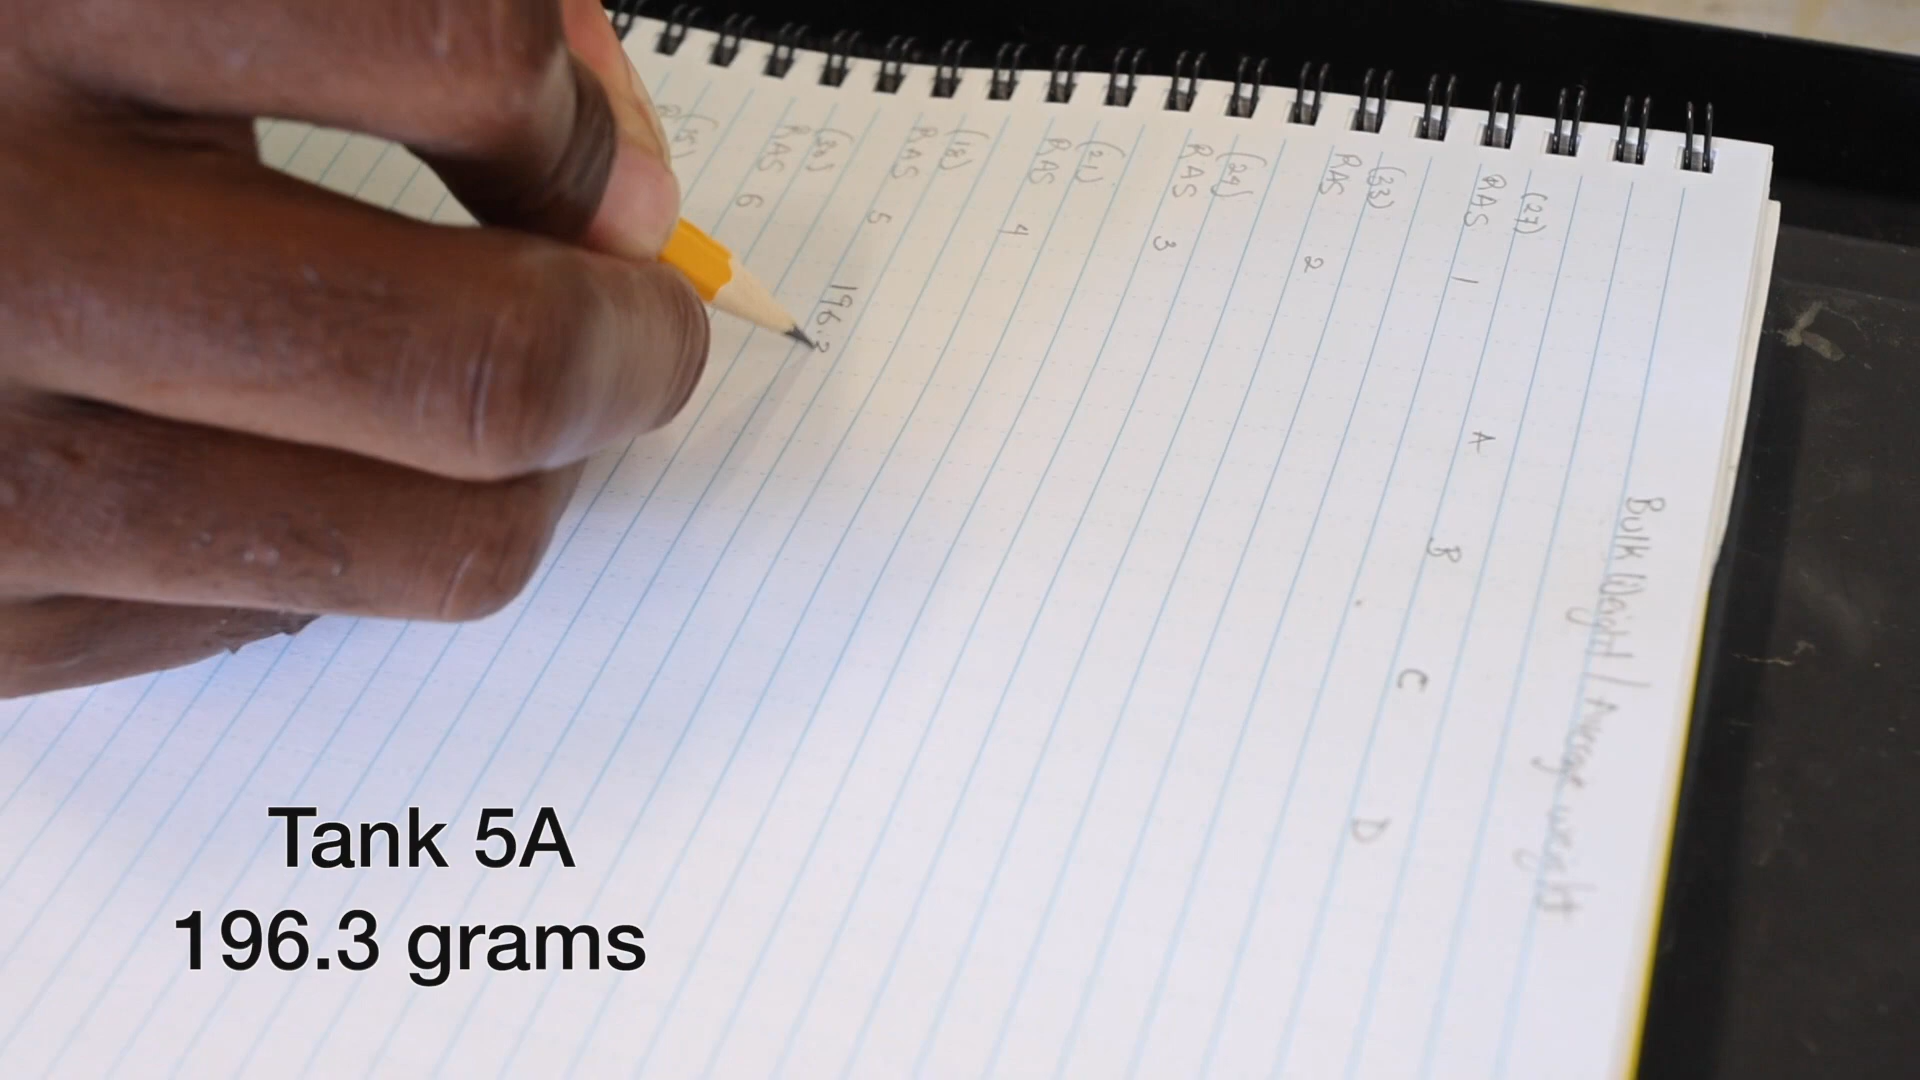 Bulk Weight / Average weight
A B C D
(27)
RAS 1
(33)
RAS 2
(24)
RAS 3
(21)
RAS 4
(18)
RAS 5
196.3
(30)
RAS 6
Tank 5A
196.3 grams